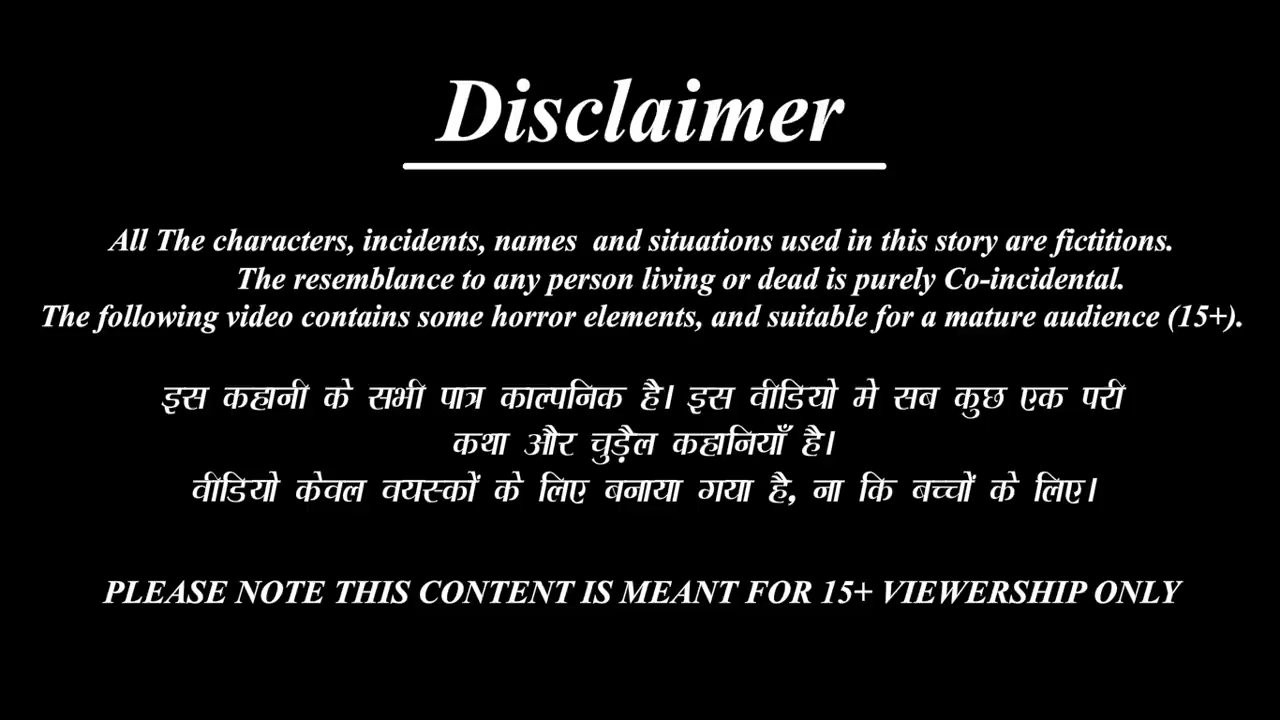 Disclaimer
All The characters, incidents, names and situations used in this story are fictitions.
The resemblance to any person living or dead is purely Co-incidental.
The following video contains some horror elements, and suitable for a mature audience (15+).
इस कहानी के सभी पात्र काल्पनिक है। इस वीडियो मे सब कुछ एक परी
कथा और चुड़ैल कहानियाँ है।
वीडियो केवल वयस्कों के लिए बनाया गया है, ना कि बच्चों के लिए।
PLEASE NOTE THIS CONTENT IS MEANT FOR 15+ VIEWERSHIP ONLY